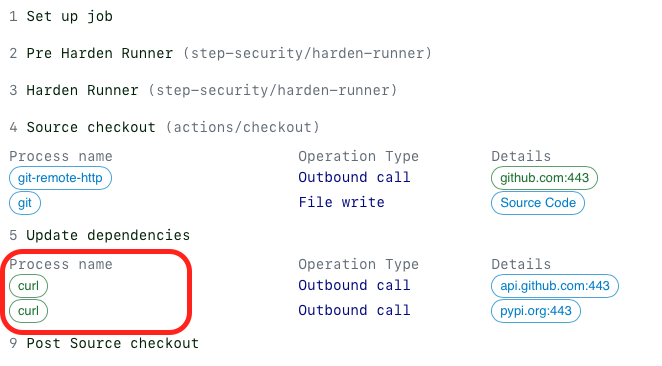 1 Set up job
2 Pre Harden Runner (step-security/harden-runner)
3 Harden Runner (step-security/harden-runner)
4 Source checkout (actions/checkout)
Process name Operation Type Details
git-remote-http Outbound call github.com:443
git File write Source Code
5 Update dependencies
Process name Operation Type Details
curl Outbound call api.github.com:443
curl Outbound call pypi.org:443
9 Post Source checkout